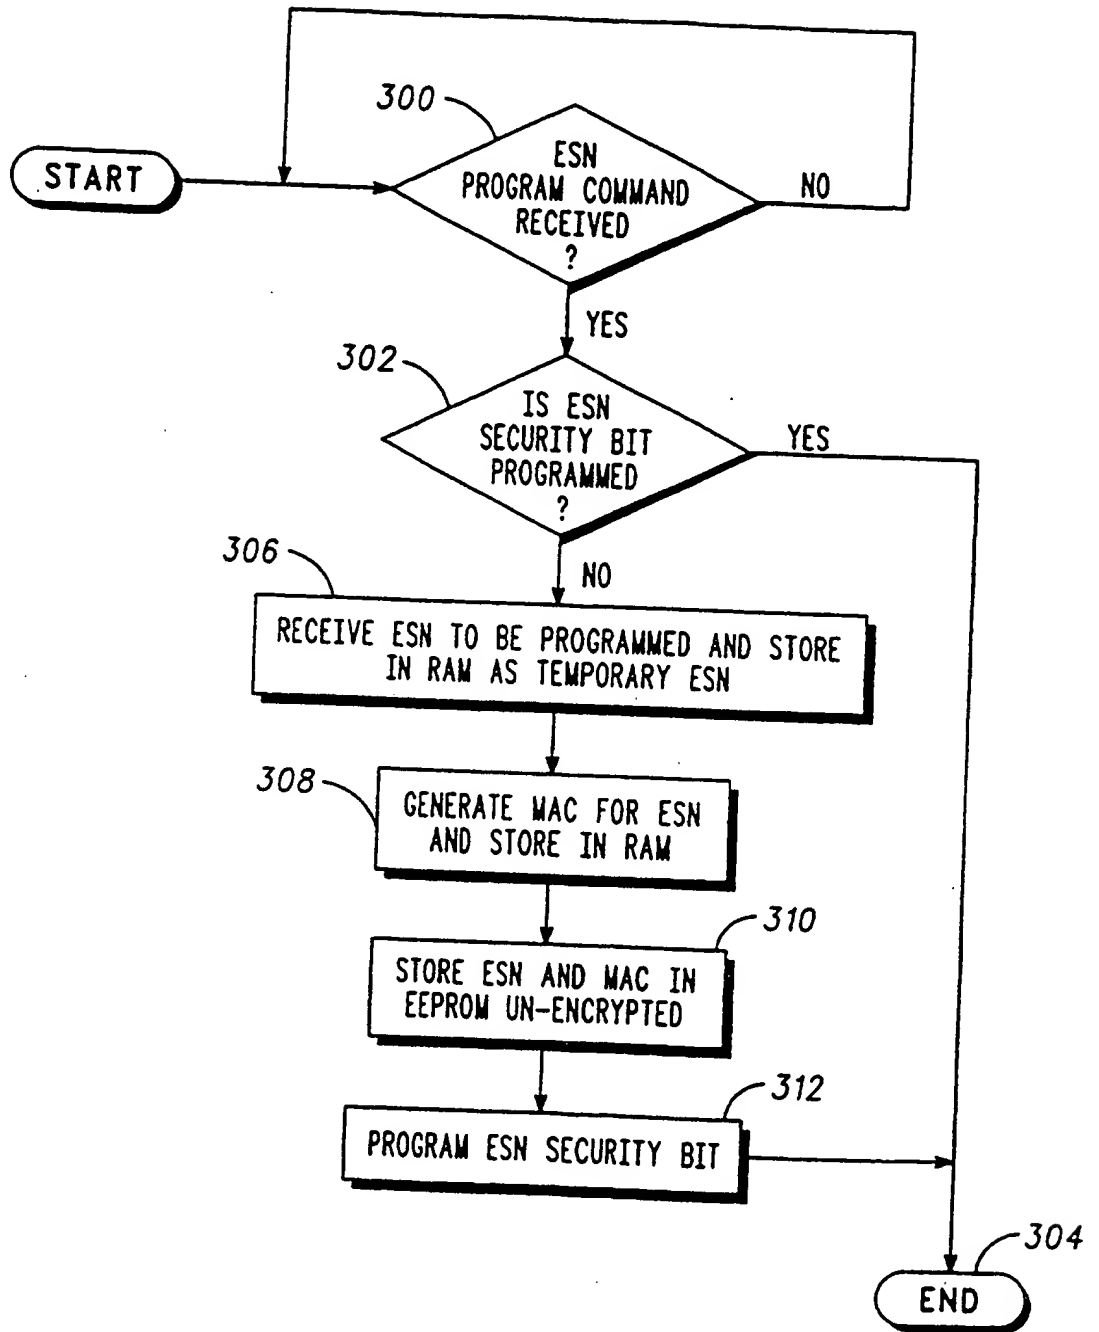 300
START
ESN
PROGRAM COMMAND
RECEIVED
?
NO
YES
302
IS ESN
SECURITY BIT
PROGRAMMED
?
YES
NO
306
RECEIVE ESN TO BE PROGRAMMED AND STORE
IN RAM AS TEMPORARY ESN
308
GENERATE MAC FOR ESN
AND STORE IN RAM
310
STORE ESN AND MAC IN
EEPROM UN-ENCRYPTED
312
PROGRAM ESN SECURITY BIT
304
END